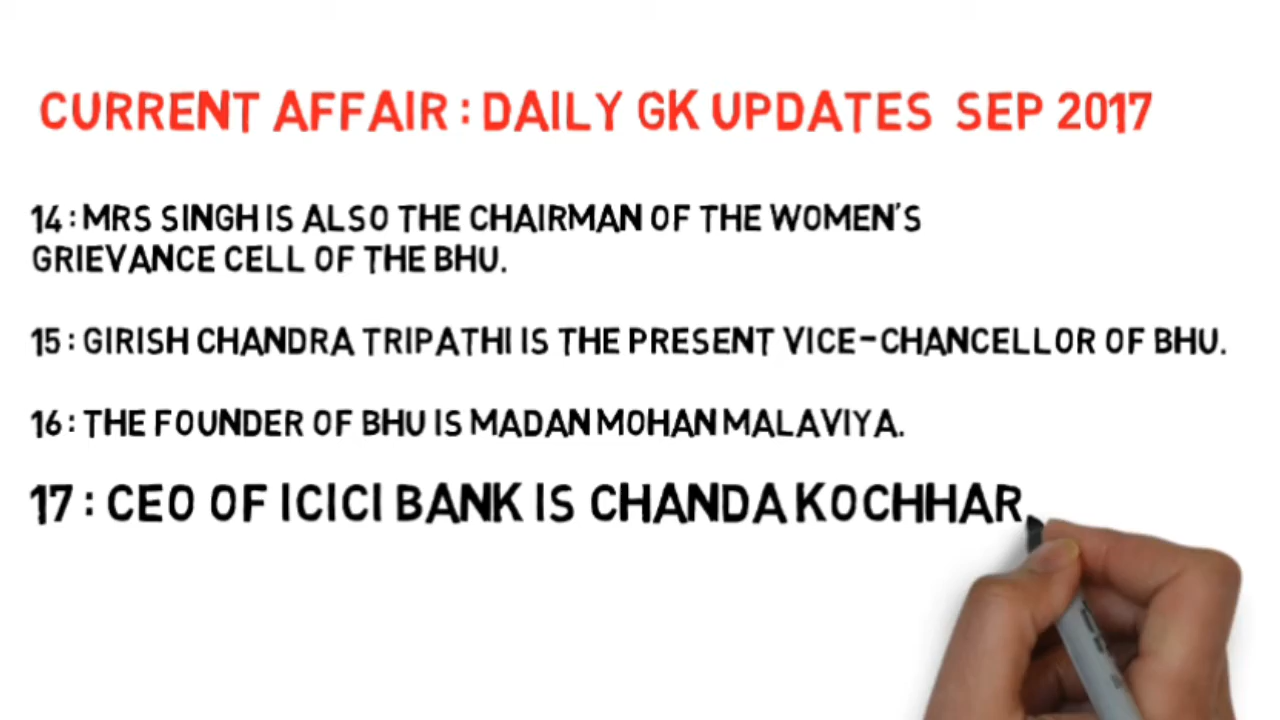 CURRENT AFFAIR : DAILY GK UPDATES SEP 2017
14 : MRS SINGH IS ALSO THE CHAIRMAN OF THE WOMEN'S
GRIEVANCE CELL OF THE BHU.
15 : GIRISH CHANDRA TRIPATHI IS THE PRESENT VICE-CHANCELLOR OF BHU.
16 : THE FOUNDER OF BHU IS MADAN MOHAN MALAVIYA.
17 : CEO OF ICICI BANK IS CHANDA KOCHHAR.